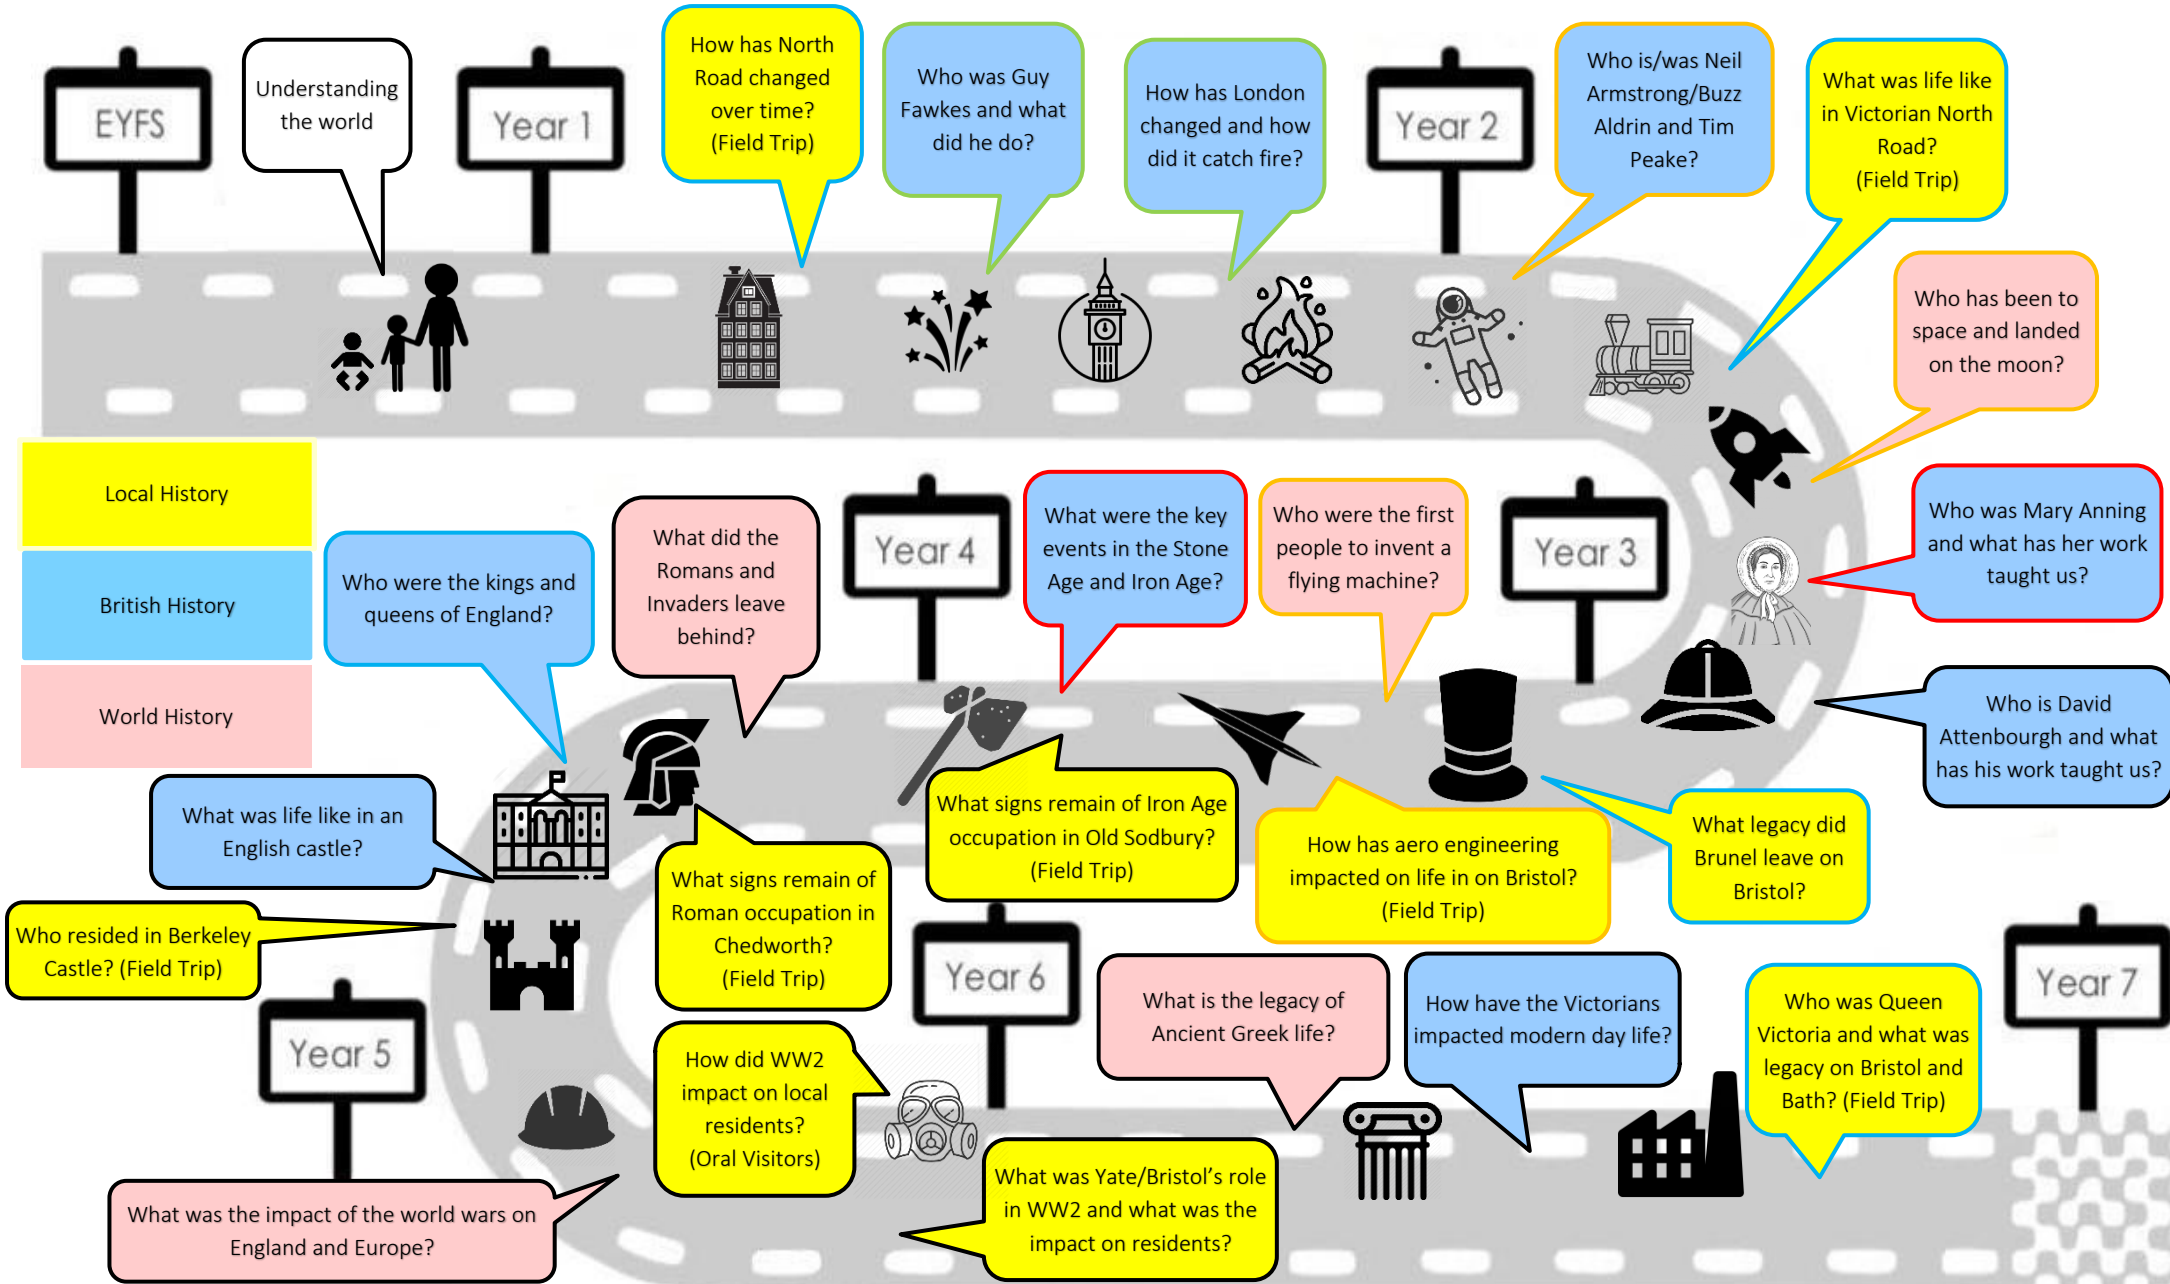 EYFS
Understanding
the world
Year 1
How has North
Road changed
over time?
(Field Trip)
Who was Guy
Fawkes and what
did he do?
How has London
changed and how
did it catch fire?
Year 2
Who is/was Neil
Armstrong/Buzz
Aldrin and Tim
Peake?
What was life like
in Victorian North
Road?
(Field Trip)
Who has been to
space and landed
on the moon?
Who was Mary Anning
and what has her work
taught us?
Who is David
Attenbourgh and what
has his work taught us?
Year 3
What legacy did
Brunel leave on
Bristol?
Who were the first
people to invent a
flying machine?
How has aero engineering
impacted on life in on Bristol?
(Field Trip)
What were the key
events in the Stone
Age and Iron Age?
What signs remain of Iron Age
occupation in Old Sodbury?
(Field Trip)
Year 4
What did the
Romans and
Invaders leave
behind?
What signs remain of
Roman occupation in
Chedworth?
(Field Trip)
Who were the kings and
queens of England?
Local History
British History
World History
What was life like in an
English castle?
Who resided in Berkeley
Castle? (Field Trip)
Year 5
What was the impact of the world wars on
England and Europe?
How did WW2
impact on local
residents?
(Oral Visitors)
What was Yate/Bristol’s role
in WW2 and what was the
impact on residents?
Year 6
What is the legacy of
Ancient Greek life?
How have the Victorians
impacted modern day life?
Who was Queen
Victoria and what was
legacy on Bristol and
Bath? (Field Trip)
Year 7